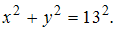 x² + y² = 13².